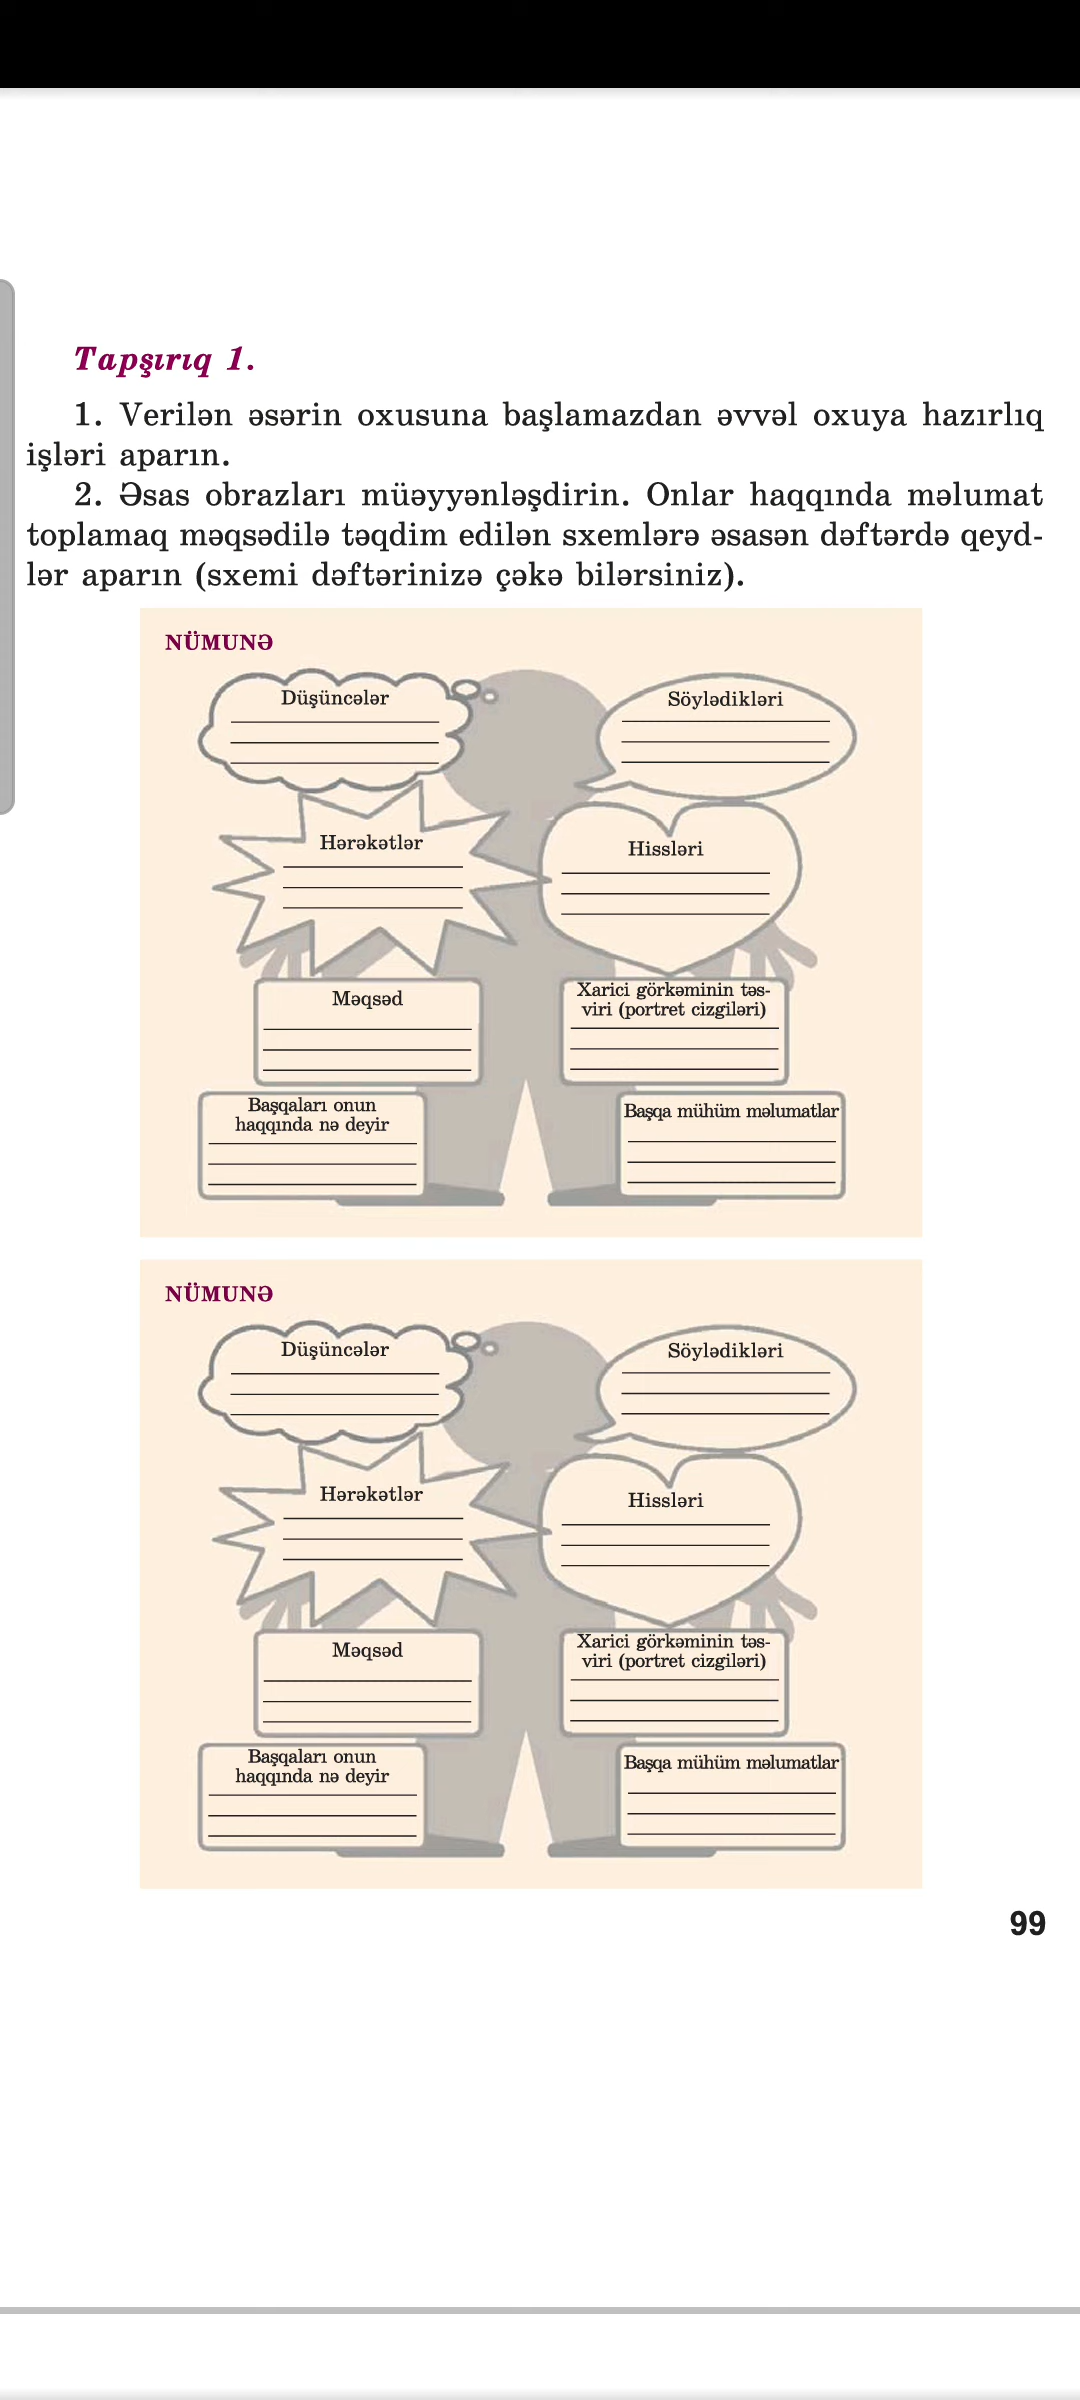 Tapşırıq 1.
1. Verilən əsərin oxusuna başlamazdan əvvəl oxuya hazırlıq
işləri aparın.
2. Əsas obrazları müəyyənləşdirin. Onlar haqqında məlumat
toplamaq məqsədilə təqdim edilən sxemlərə əsasən dəftərdə qeyd-
lər aparın (sxemi dəftərinizə çəkə bilərsiniz).
NÜMUNƏ
Düşüncələr
Söylədikləri
Hərəkətlər
Hissləri
Məqsəd
Xarici görkəminin təs-
viri (portret cizgiləri)
Başqaları onun
haqqında nə deyir
Başqa mühüm məlumatlar
NÜMUNƏ
Düşüncələr
Söylədikləri
Hərəkətlər
Hissləri
Məqsəd
Xarici görkəminin təs-
viri (portret cizgiləri)
Başqaları onun
haqqında nə deyir
Başqa mühüm məlumatlar
99